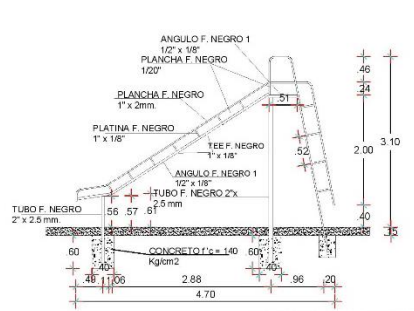 ANGULO F. NEGRO 1
1/2" x 1/8"
PLANCHA F. NEGRO
1/20"
PLANCHA F. NEGRO
1" x 2mm.
PLATINA F. NEGRO
1" x 1/8"
TEE F. NEGRO
1" x 1/8"
ANGULO F. NEGRO 1
1/2" x 1/8"
TUBO F. NEGRO 2"x
2.5 mm
TUBO F. NEGRO
2" x 2.5 mm.
.56 .57 .61
.51
.52
.46
.24
2.00
3.10
.40
.15
.60
CONCRETO f'c = 140
Kg/cm2
.60
.40
.40
.49
.06
2.88
.96
.20
4.70